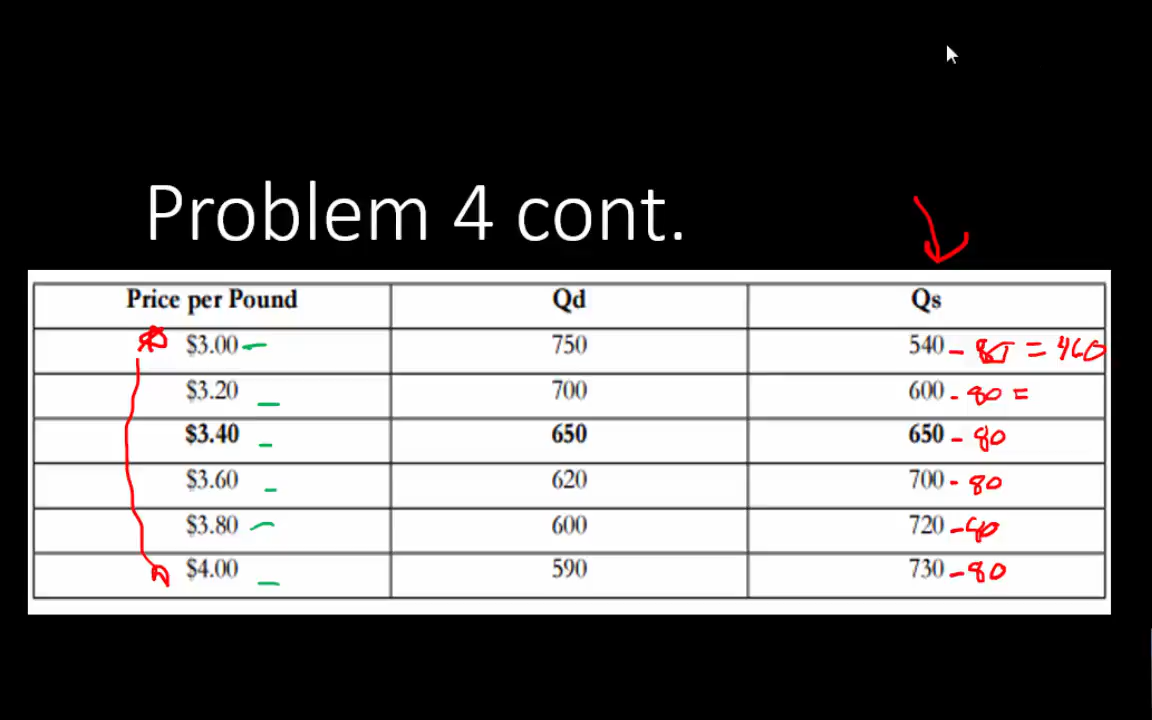 Problem 4 cont.
Price per Pound Qd Qs
$3.00 750 540 - 80 = 460
$3.20 700 600 - 80 =
$3.40 650 650 - 80
$3.60 620 700 - 80
$3.80 600 720 -
$4.00 590 730 - 80